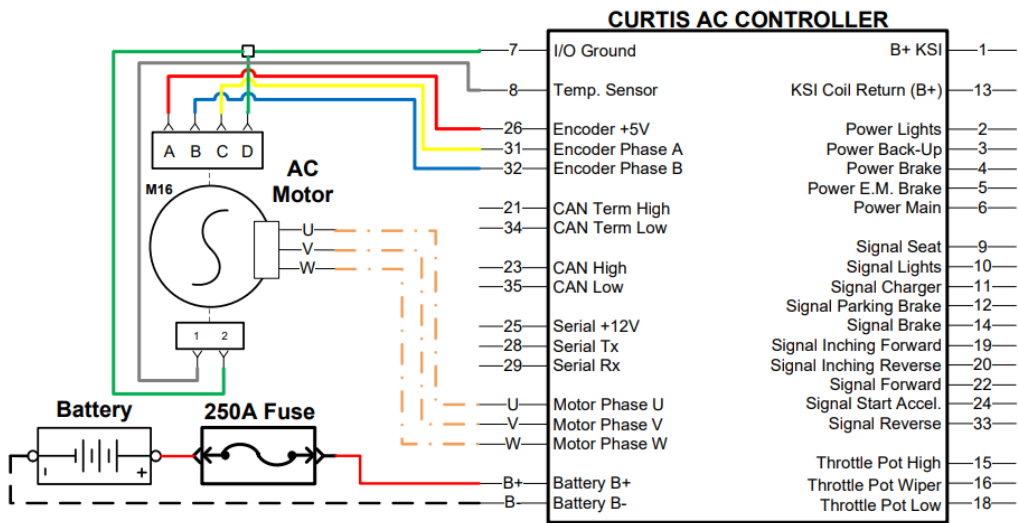 CURTIS AC CONTROLLER
7 I/O Ground
B+ KSI 1
8 Temp. Sensor
KSI Coil Return (B+) 13
26 Encoder +5V
Power Lights 2
31 Encoder Phase A
Power Back-Up 3
32 Encoder Phase B
Power Brake 4
Power E.M. Brake 5
21 CAN Term High
Power Main 6
34 CAN Term Low
Signal Seat 9
23 CAN High
Signal Lights 10
35 CAN Low
Signal Charger 11
Signal Parking Brake 12
25 Serial +12V
Signal Brake 14
28 Serial Tx
Signal Inching Forward 19
29 Serial Rx
Signal Inching Reverse 20
Signal Forward 22
U Motor Phase U
Signal Start Accel. 24
V Motor Phase V
Signal Reverse 33
W Motor Phase W
Throttle Pot High 15
B+ Battery B+
Throttle Pot Wiper 16
B- Battery B-
Throttle Pot Low 18
A B C D
M16
AC
Motor
U
V
W
1 2
Battery
- +
250A Fuse